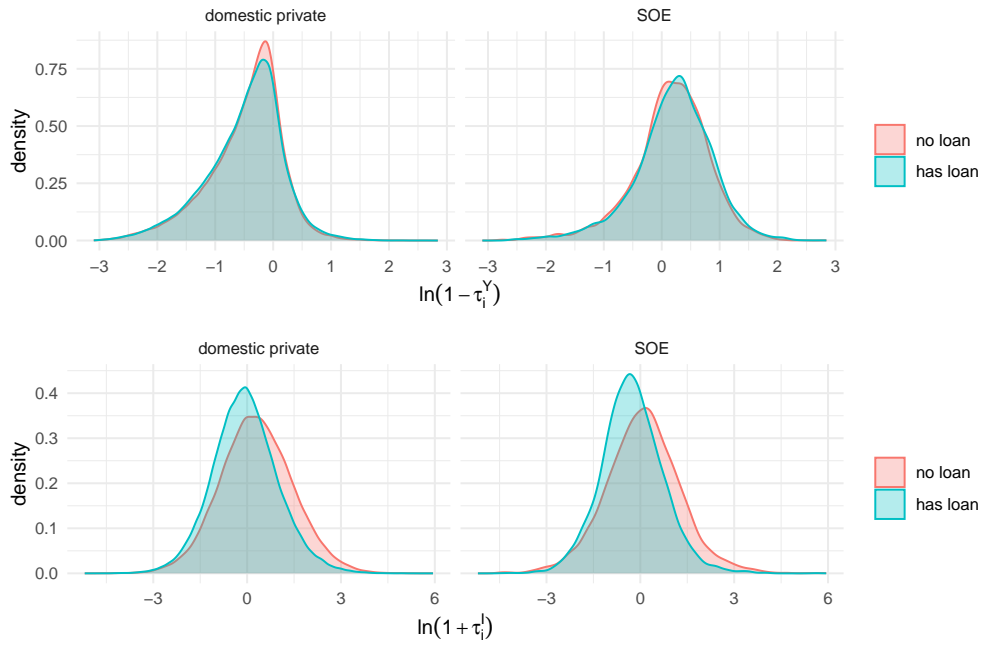 domestic private
SOE
0.75
0.50
0.25
0.00
density
−3 −2 −1 0 1 2 3
−3 −2 −1 0 1 2 3
ln(1 − τᵢʸ)
no loan
has loan
domestic private
SOE
0.4
0.3
0.2
0.1
0.0
density
−3 0 3 6
−3 0 3 6
ln(1 + τᵢᴵ)
no loan
has loan